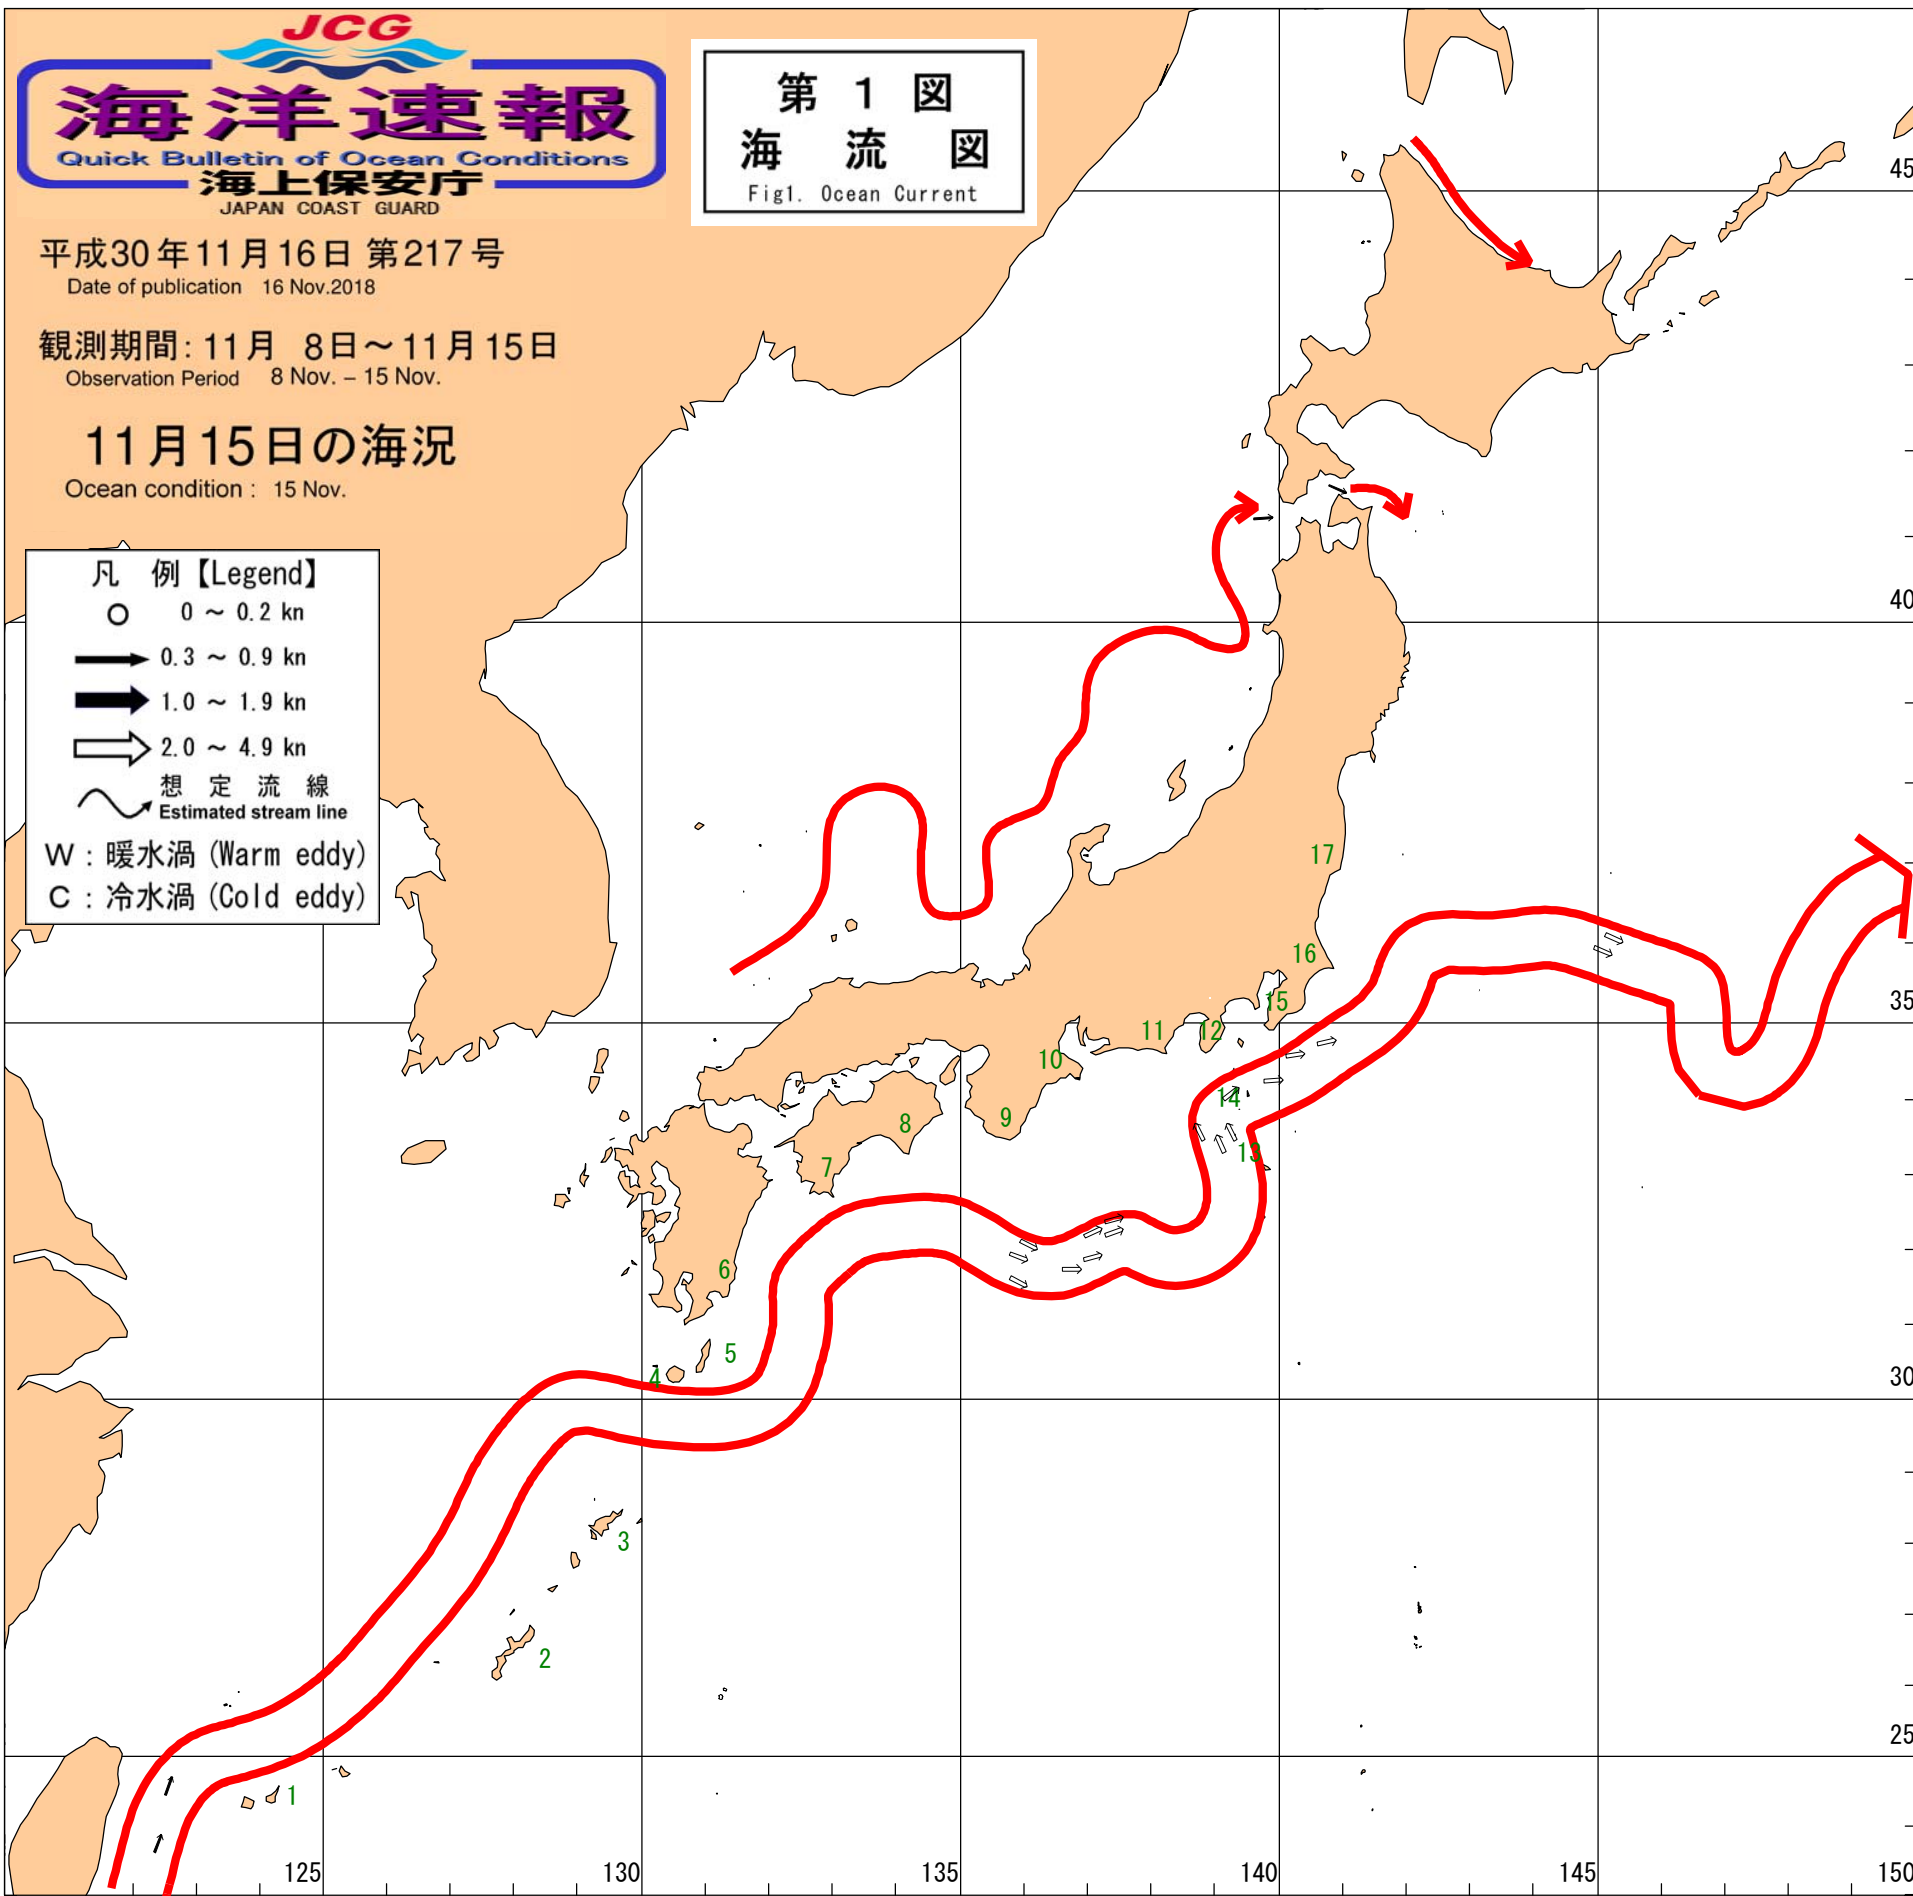 JCG
海洋速報
Quick Bulletin of Ocean Conditions
海上保安庁
JAPAN COAST GUARD
第 1 図
海 流 図
Fig1. Ocean Current
平成30年11月16日 第217号
Date of publication 16 Nov.2018
観測期間: 11月 8日～11月15日
Observation Period 8 Nov. – 15 Nov.
11月15日の海況
Ocean condition : 15 Nov.
凡 例【Legend】
0 ～ 0.2 kn
0.3 ～ 0.9 kn
1.0 ～ 1.9 kn
2.0 ～ 4.9 kn
想 定 流 線
Estimated stream line
W : 暖水渦 (Warm eddy)
C : 冷水渦 (Cold eddy)
45
40
17
16
35
15
12
11
10
14
9
8
13
7
6
5
4
30
3
2
25
1
125
130
135
140
145
150